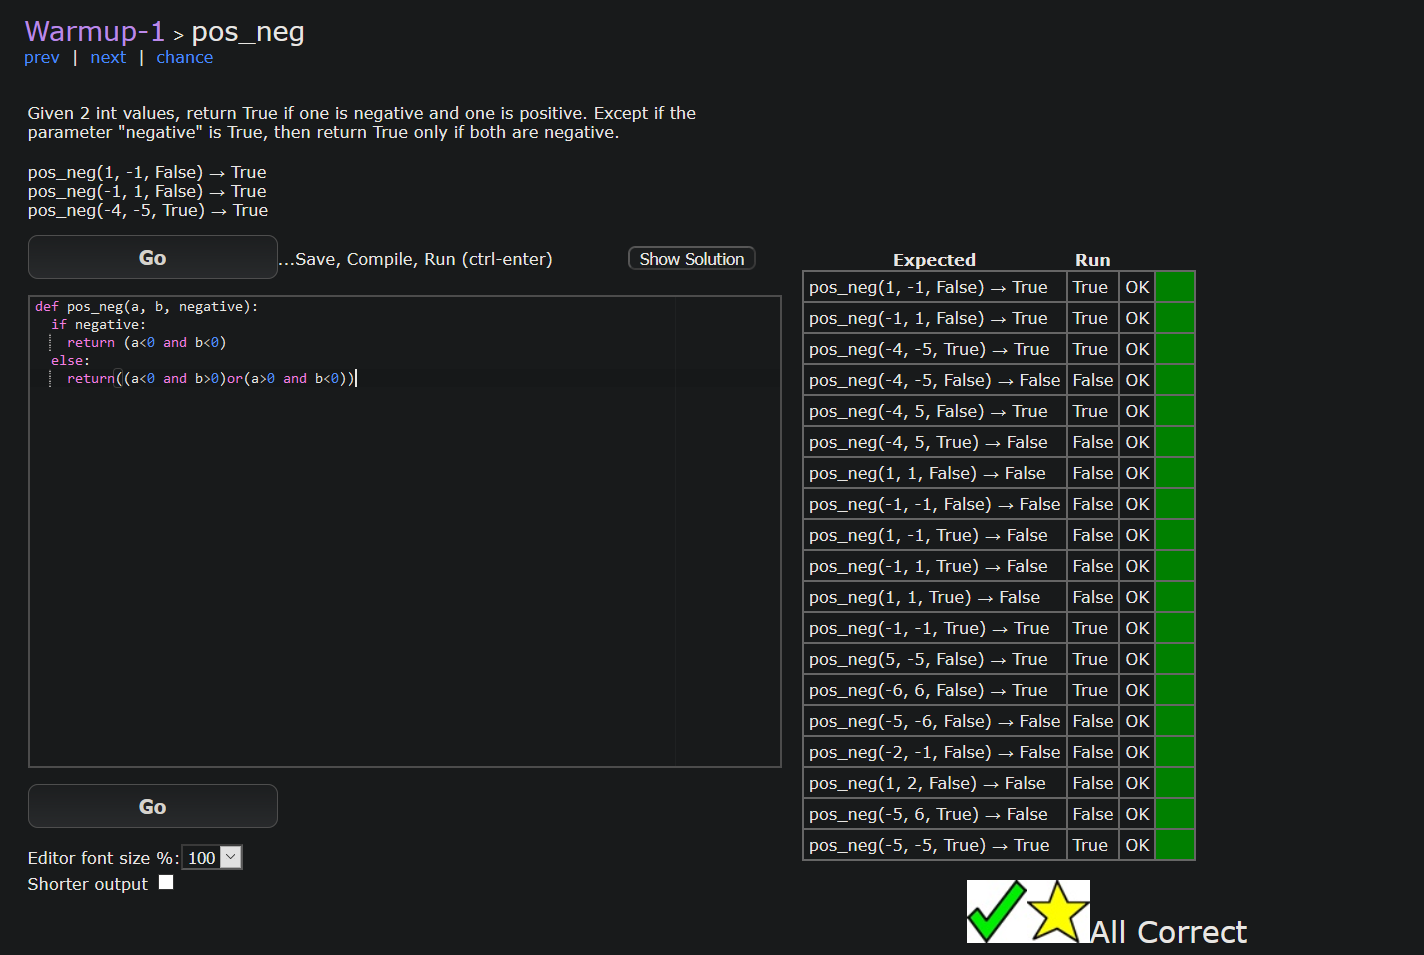 Warmup-1 > pos_neg
prev | next | chance
Given 2 int values, return True if one is negative and one is positive. Except if the
parameter "negative" is True, then return True only if both are negative.
pos_neg(1, -1, False) → True
pos_neg(-1, 1, False) → True
pos_neg(-4, -5, True) → True
Go ...Save, Compile, Run (ctrl-enter) Show Solution
def pos_neg(a, b, negative):
  if negative:
    return (a<0 and b<0)
  else:
    return((a<0 and b>0)or(a>0 and b<0))
Go
Editor font size %: 100
Shorter output
Expected Run
pos_neg(1, -1, False) → True True OK
pos_neg(-1, 1, False) → True True OK
pos_neg(-4, -5, True) → True True OK
pos_neg(-4, -5, False) → False False OK
pos_neg(-4, 5, False) → True True OK
pos_neg(-4, 5, True) → False False OK
pos_neg(1, 1, False) → False False OK
pos_neg(-1, -1, False) → False False OK
pos_neg(1, -1, True) → False False OK
pos_neg(-1, 1, True) → False False OK
pos_neg(1, 1, True) → False False OK
pos_neg(-1, -1, True) → True True OK
pos_neg(5, -5, False) → True True OK
pos_neg(-6, 6, False) → True True OK
pos_neg(-5, -6, False) → False False OK
pos_neg(-2, -1, False) → False False OK
pos_neg(1, 2, False) → False False OK
pos_neg(-5, 6, True) → False False OK
pos_neg(-5, -5, True) → True True OK
All Correct